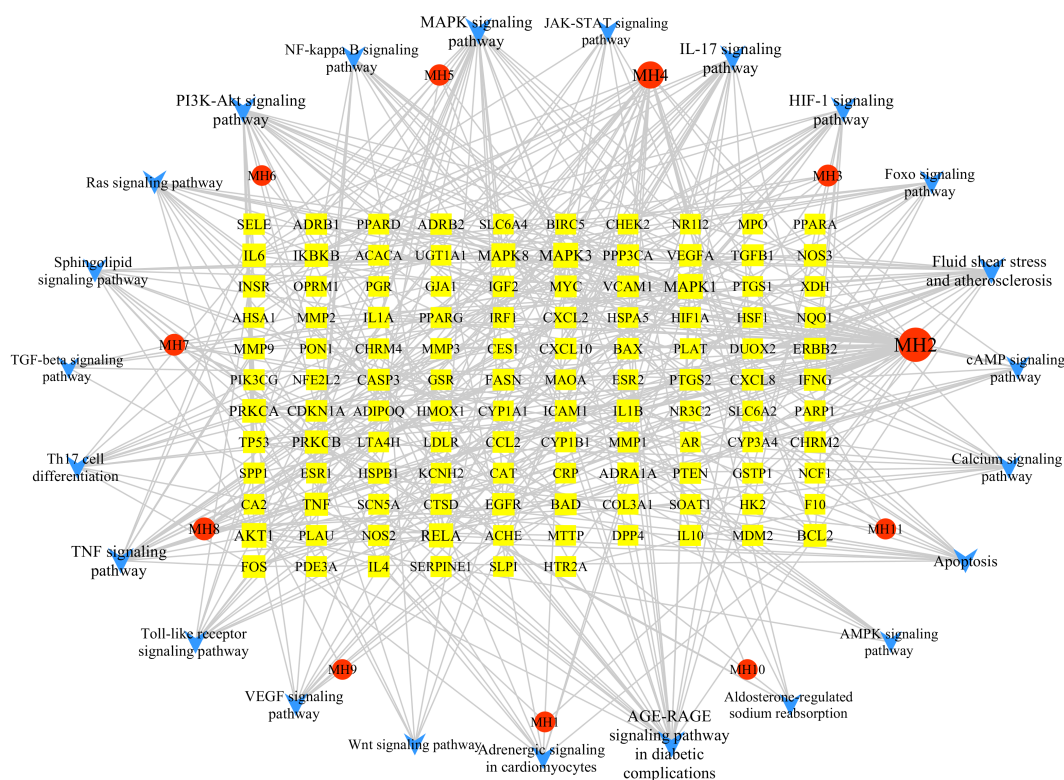 MAPK signaling
pathway
JAK-STAT signaling
pathway
NF-kappa B signaling
pathway
IL-17 signaling
pathway
MH5
MH4
PI3K-Akt signaling
pathway
HIF-1 signaling
pathway
MH6
MH3
Ras signaling pathway
Foxo signaling
pathway
SELE ADRB1 PPARD ADRB2 SLC6A4 BIRC5 CHEK2 NR1I2 MPO PPARA
IL6 IKBKB ACACA UGT1A1 MAPK8 MAPK3 PPP3CA VEGFA TGFB1 NOS3
Sphingolipid
signaling pathway
Fluid shear stress
and atherosclerosis
INSR OPRM1 PGR GJA1 IGF2 MYC VCAM1 MAPK1 PTGS1 XDH
AHSA1 MMP2 IL1A PPARG IRF1 CXCL2 HSPA5 HIF1A HSF1 NQO1
MH7
MH2
MMP9 PON1 CHRM4 MMP3 CES1 CXCL10 BAX PLAT DUOX2 ERBB2
TGF-beta signaling
pathway
cAMP signaling
pathway
PIK3CG NFE2L2 CASP3 GSR FASN MAOA ESR2 PTGS2 CXCL8 IFNG
PRKCA CDKN1A ADIPOQ HMOX1 CYP1A1 ICAM1 IL1B NR3C2 SLC6A2 PARP1
TP53 PRKCB LTA4H LDLR CCL2 CYP1B1 MMP1 AR CYP3A4 CHRM2
Th17 cell
differentiation
Calcium signaling
pathway
SPP1 ESR1 HSPB1 KCNH2 CAT CRP ADRA1A PTEN GSTP1 NCF1
CA2 TNF SCN5A CTSD EGFR BAD COL3A1 SOAT1 HK2 F10
MH8
MH11
AKT1 PLAU NOS2 RELA ACHE MTTP DPP4 IL10 MDM2 BCL2
TNF signaling
pathway
Apoptosis
FOS PDE3A IL4 SERPINE1 SLPI HTR2A
Toll-like receptor
signaling pathway
AMPK signaling
pathway
MH9
MH10
VEGF signaling
pathway
Aldosterone-regulated
sodium reabsorption
MH1
Wnt signaling pathway
Adrenergic signaling
in cardiomyocytes
AGE-RAGE
signaling pathway
in diabetic
complications